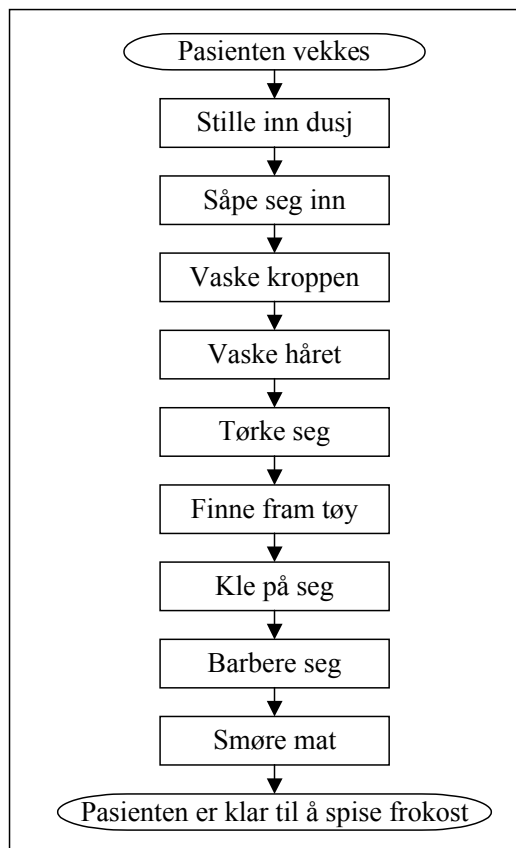 Pasienten vekkes
Stille inn dusj
Såpe seg inn
Vaske kroppen
Vaske håret
Tørke seg
Finne fram tøy
Kle på seg
Barbere seg
Smøre mat
Pasienten er klar til å spise frokost